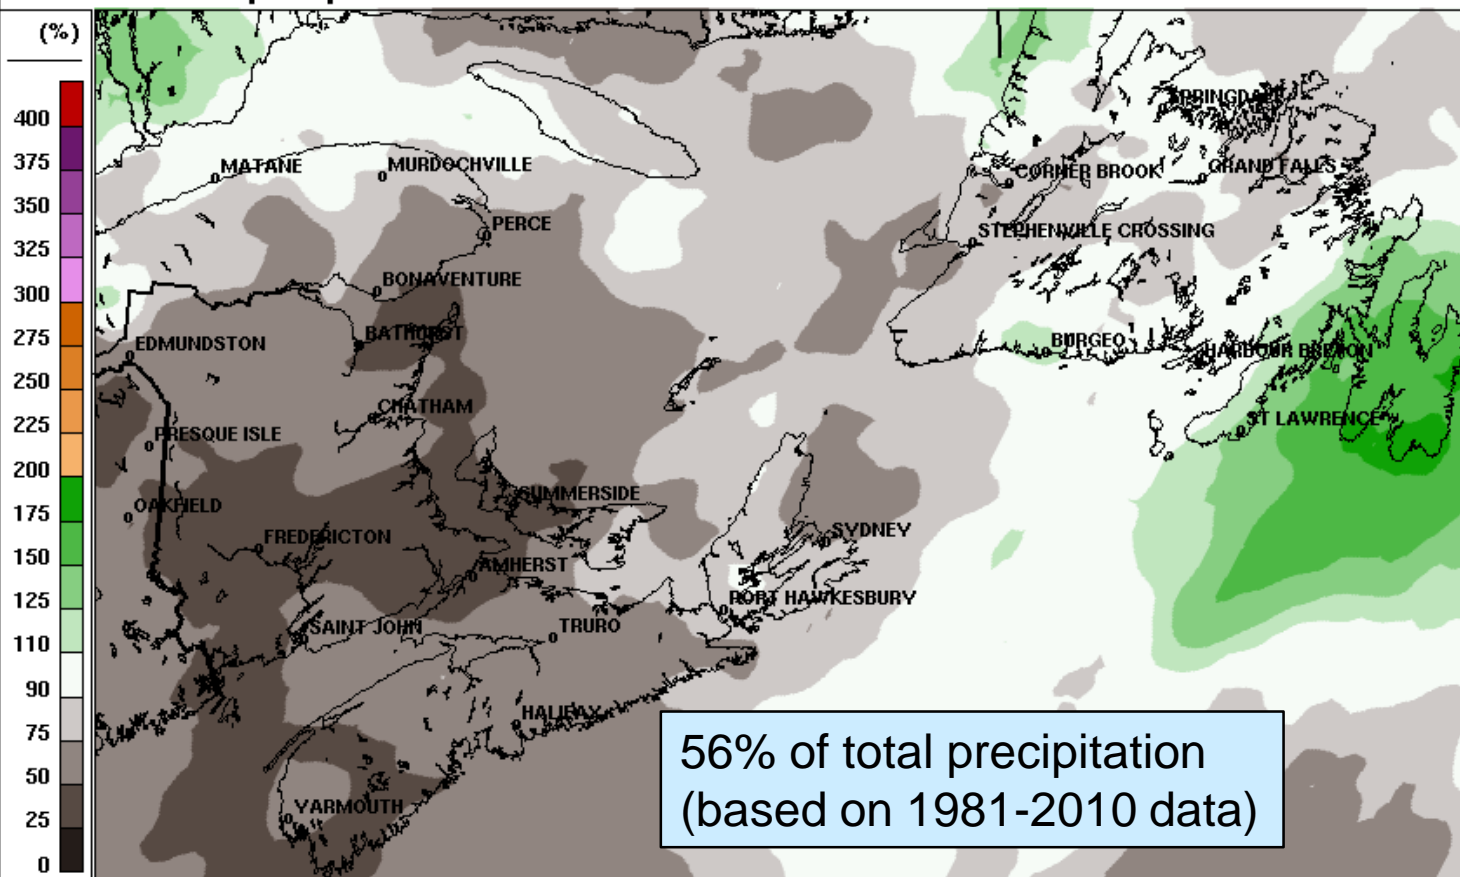 (%)
400
375
350
325
300
275
250
225
200
175
150
125
110
90
75
50
25
0
SPRINGDALE
MATANE
MURDOCHVILLE
CORNER BROOK
GRAND FALLS
PERCE
STEPHENVILLE CROSSING
BONAVENTURE
BATHURST
EDMUNDSTON
BURGEO
HARBOUR BRETON
CHATHAM
ST LAWRENCE
PRESQUE ISLE
SUMMERSIDE
OAKFIELD
FREDERICTON
SYDNEY
AMHERST
PORT HAWKESBURY
SAINT JOHN
TRURO
HALIFAX
56% of total precipitation
(based on 1981-2010 data)
YARMOUTH